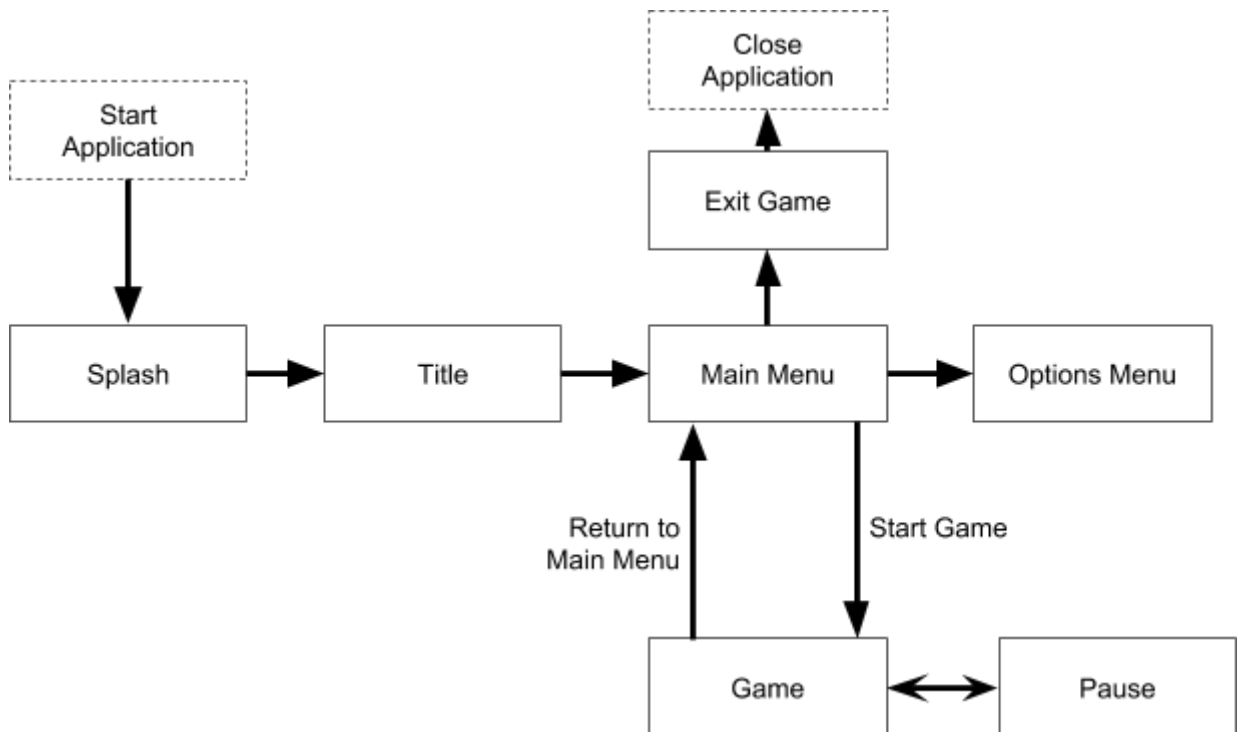 Close
Application
Start
Application
Exit Game
Splash
Title
Main Menu
Options Menu
Return to
Main Menu
Start Game
Game
Pause